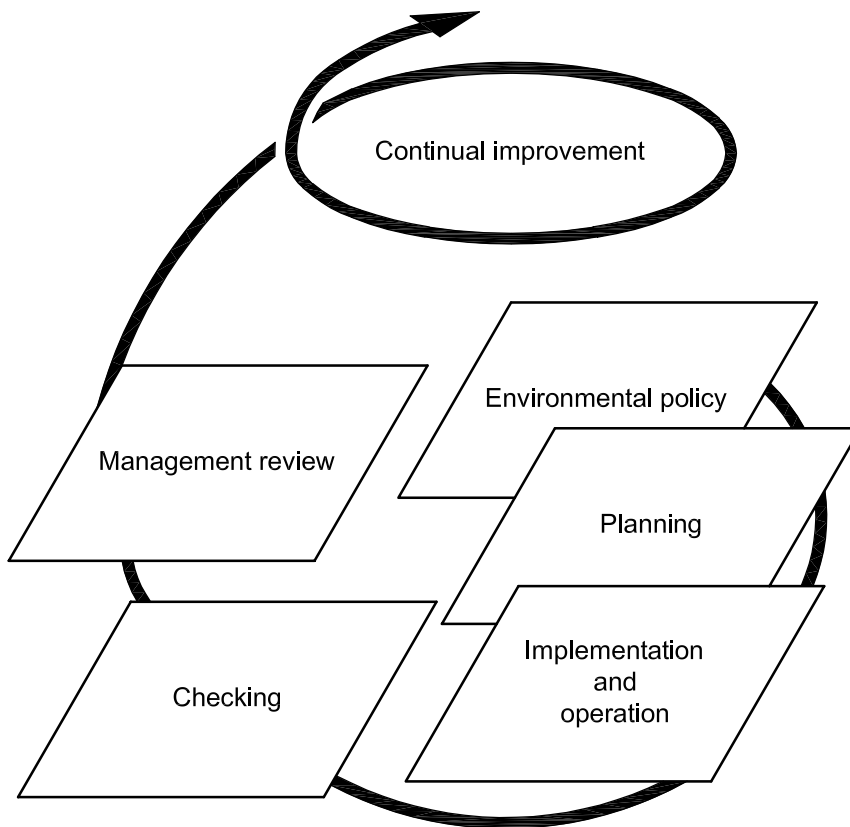 Continual improvement
Environmental policy
Management review
Planning
Implementation
and
operation
Checking